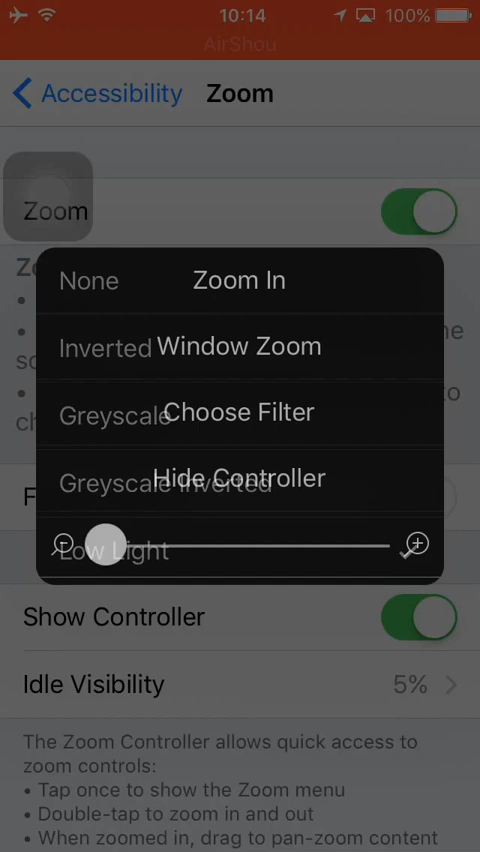 10:14
100%
AirShou
Accessibility
Zoom
Zoom
None
Zoom In
Inverted
Window Zoom
Greyscale
Choose Filter
Greyscale Inverted
Hide Controller
Low Light
Show Controller
Idle Visibility
5%
The Zoom Controller allows quick access to
zoom controls:
• Tap once to show the Zoom menu
• Double-tap to zoom in and out
• When zoomed in, drag to pan-zoom content